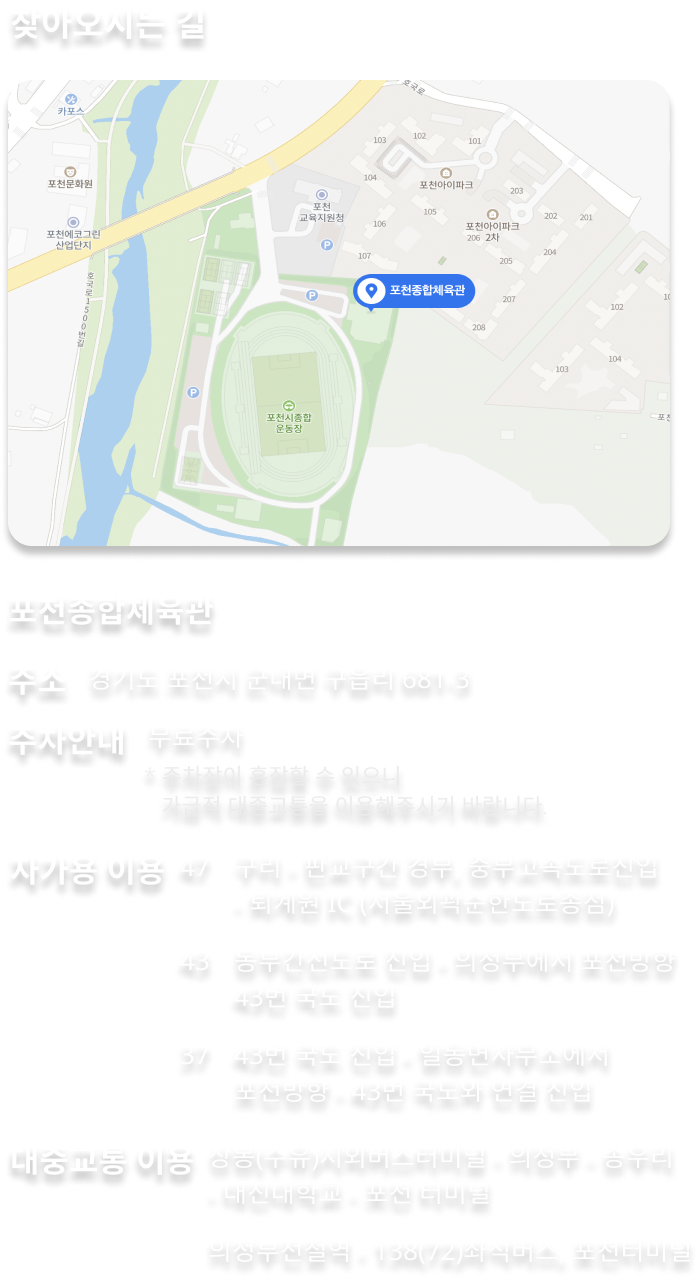 찾아오시는 길
호국로
카포스
103
102
101
포천문화원
104
포천아이파크
203
포천
교육지원청
105
포천아이파크
2차
202
201
포천에코그린
산업단지
106
206
204
P
107
205
호국로1500번길
P
포천종합체육관
207
102
208
104
103
P
포천시종합
운동장
포천종합체육관
주소 경기도 포천시 군내면 구읍리 681.3
주차안내 무료주차
* 주차장이 혼잡할 수 있으니
가급적 대중교통을 이용해주시기 바랍니다.
자가용 이용 47 구리 . 판교구간 경부, 중부고속도로진입
. 퇴계원 IC (서울외곽순환도로종점)
43 동부간선도로 진입 . 의정부에서 포천방향
43번 국도 진입
37 43번 국도 진입 . 일동면사무소에서
포천방향 . 43번 국도와 연결 진입
대중교통 이용 상봉(수유)시외버스터미널 . 의정부 . 송우리
. 대진대학교 . 포천 터미널
의정부전철역 . 138(72)좌석버스, 포천터미널